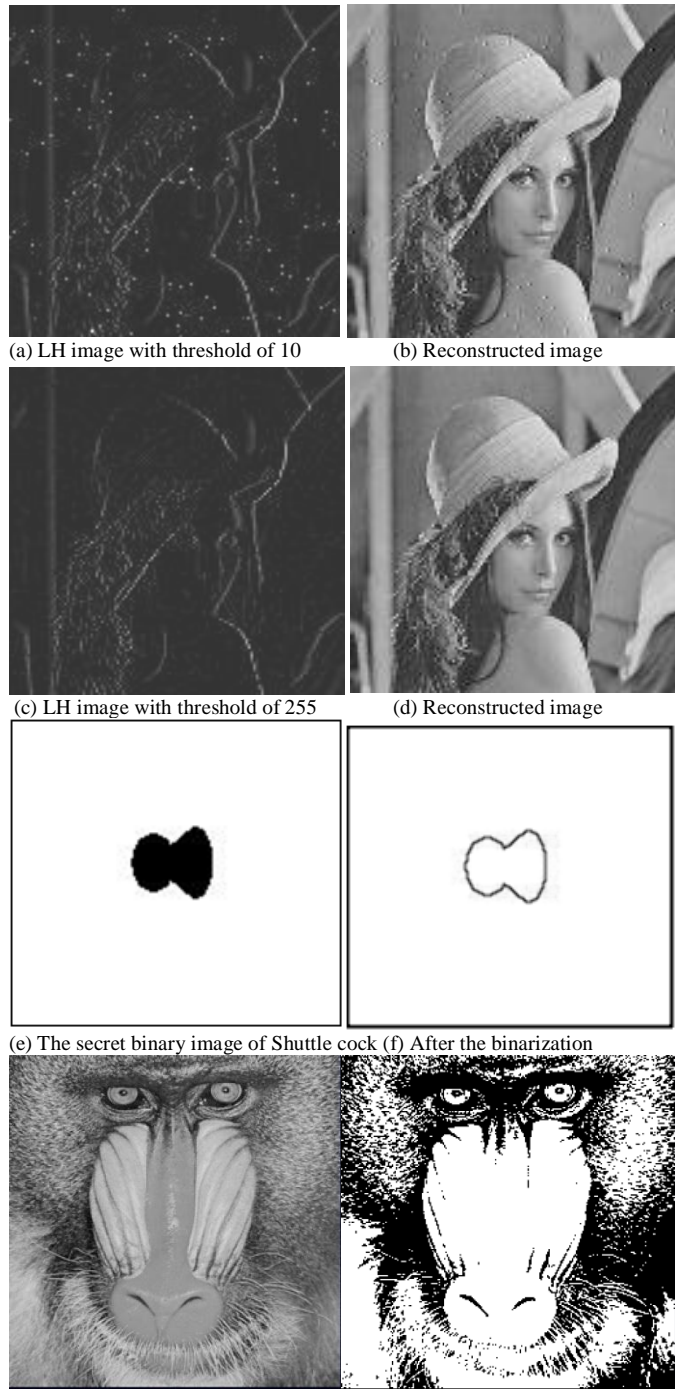 (a) LH image with threshold of 10 (b) Reconstructed image
(c) LH image with threshold of 255 (d) Reconstructed image
(e) The secret binary image of Shuttle cock (f) After the binarization